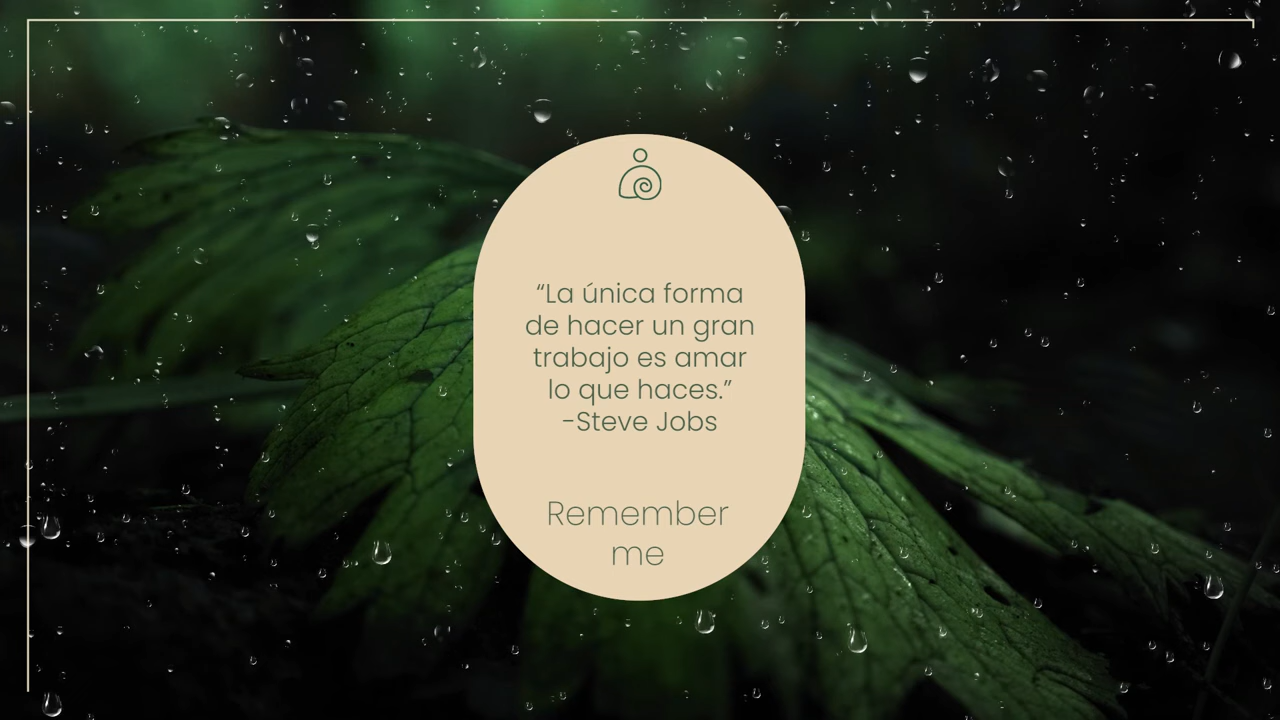 “La única forma
de hacer un gran
trabajo es amar
lo que haces.”
-Steve Jobs
Remember
me